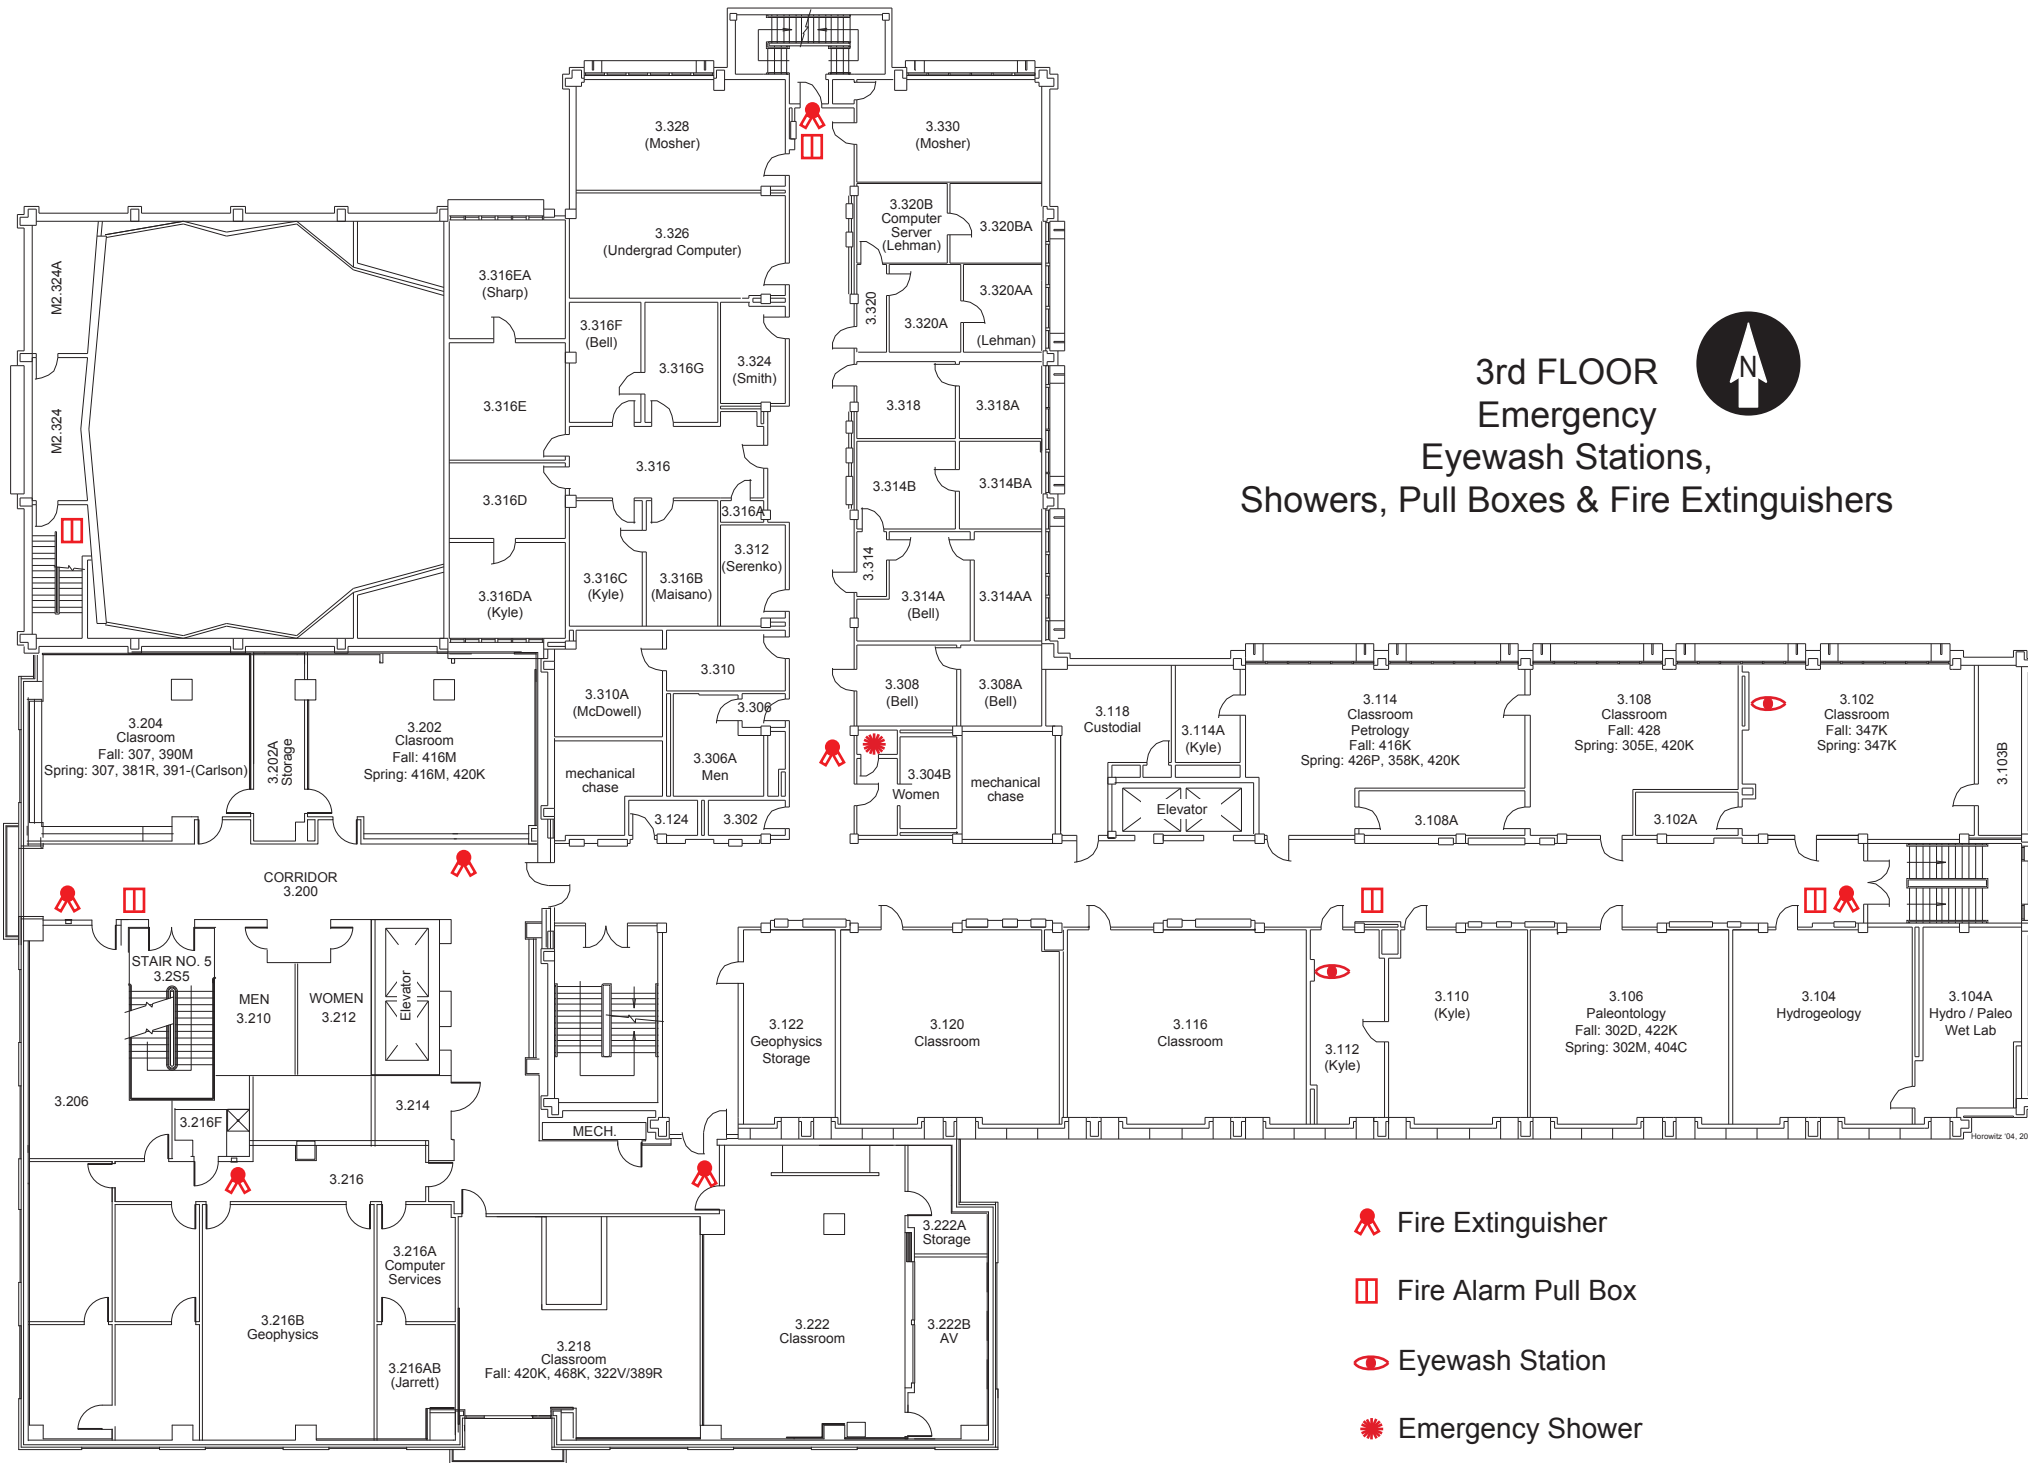 3rd FLOOR
Emergency
Eyewash Stations,
Showers, Pull Boxes & Fire Extinguishers
N
3.328
(Mosher)
3.330
(Mosher)
3.326
(Undergrad Computer)
3.320B
Computer
Server
(Lehman)
3.320BA
3.320
3.320A
3.320AA
(Lehman)
M2.324A
M2.324
3.316EA
(Sharp)
3.316F
(Bell)
3.316G
3.324
(Smith)
3.316E
3.318
3.318A
3.316
3.316D
3.316A
3.314B
3.314BA
3.312
(Serenko)
3.316DA
(Kyle)
3.316C
(Kyle)
3.316B
(Maisano)
3.314
3.314A
(Bell)
3.314AA
3.310
3.310A
(McDowell)
3.306
3.308
(Bell)
3.308A
(Bell)
3.204
Clasroom
Fall: 307, 390M
Spring: 307, 381R, 391-(Carlson)
3.202A
Storage
3.202
Clasroom
Fall: 416M
Spring: 416M, 420K
mechanical
chase
3.306A
Men
3.304B
Women
mechanical
chase
3.124
3.302
3.118
Custodial
3.114A
(Kyle)
Elevator
3.114
Classroom
Petrology
Fall: 416K
Spring: 426P, 358K, 420K
3.108A
3.108
Classroom
Fall: 428
Spring: 305E, 420K
3.102A
3.102
Classroom
Fall: 347K
Spring: 347K
3.103B
CORRIDOR
3.200
STAIR NO. 5
3.2S5
MEN
3.210
WOMEN
3.212
Elevator
3.206
3.216F
3.214
MECH.
3.122
Geophysics
Storage
3.120
Classroom
3.116
Classroom
3.112
(Kyle)
3.110
(Kyle)
3.106
Paleontology
Fall: 302D, 422K
Spring: 302M, 404C
3.104
Hydrogeology
3.104A
Hydro / Paleo
Wet Lab
Horowitz '04, 20
3.216
3.216A
Computer
Services
3.216B
Geophysics
3.216AB
(Jarrett)
3.218
Classroom
Fall: 420K, 468K, 322V/389R
3.222
Classroom
3.222A
Storage
3.222B
AV
Fire Extinguisher
Fire Alarm Pull Box
Eyewash Station
Emergency Shower